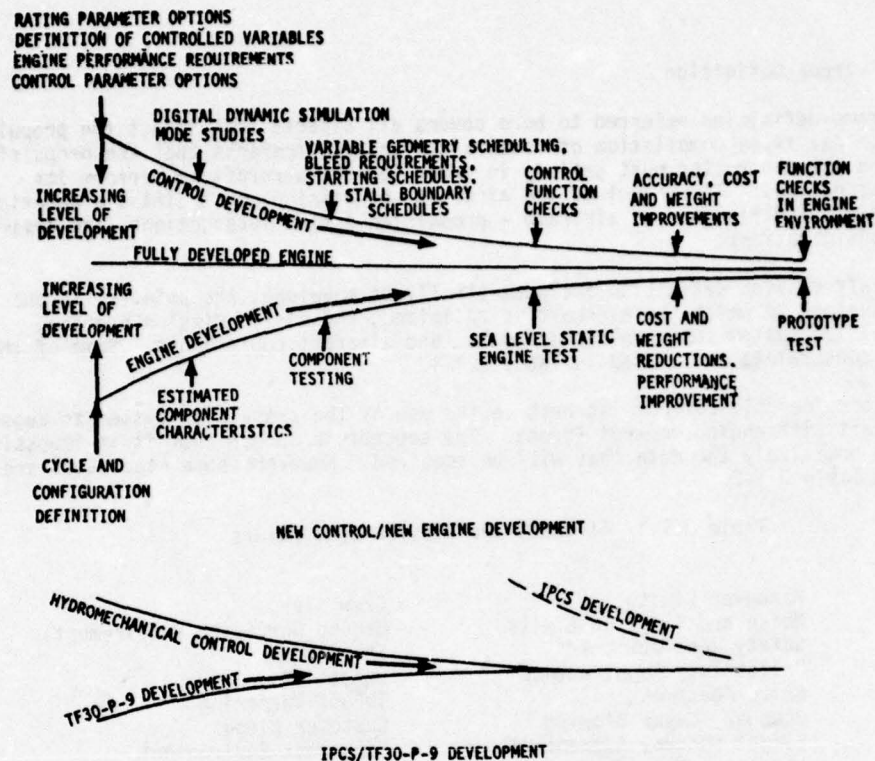 RATING PARAMETER OPTIONS
DEFINITION OF CONTROLLED VARIABLES
ENGINE PERFORMANCE REQUIREMENTS
CONTROL PARAMETER OPTIONS
DIGITAL DYNAMIC SIMULATION
MODE STUDIES
VARIABLE GEOMETRY SCHEDULING,
BLEED REQUIREMENTS,
STARTING SCHEDULES,
STALL BOUNDARY
SCHEDULES
CONTROL
FUNCTION
CHECKS
ACCURACY, COST
AND WEIGHT
IMPROVEMENTS
FUNCTION
CHECKS
IN ENGINE
ENVIRONMENT
CONTROL DEVELOPMENT
INCREASING
LEVEL OF
DEVELOPMENT
FULLY DEVELOPED ENGINE
INCREASING
LEVEL OF
DEVELOPMENT
ENGINE DEVELOPMENT
ESTIMATED
COMPONENT
CHARACTERISTICS
COMPONENT
TESTING
SEA LEVEL STATIC
ENGINE TEST
COST AND
WEIGHT
REDUCTIONS
PERFORMANCE
IMPROVEMENT
PROTOTYPE
TEST
CYCLE AND
CONFIGURATION
DEFINITION
NEW CONTROL/NEW ENGINE DEVELOPMENT
HYDROMECHANICAL CONTROL DEVELOPMENT
IPCS DEVELOPMENT
TF30-P-9 DEVELOPMENT
IPCS/TF30-P-9 DEVELOPMENT